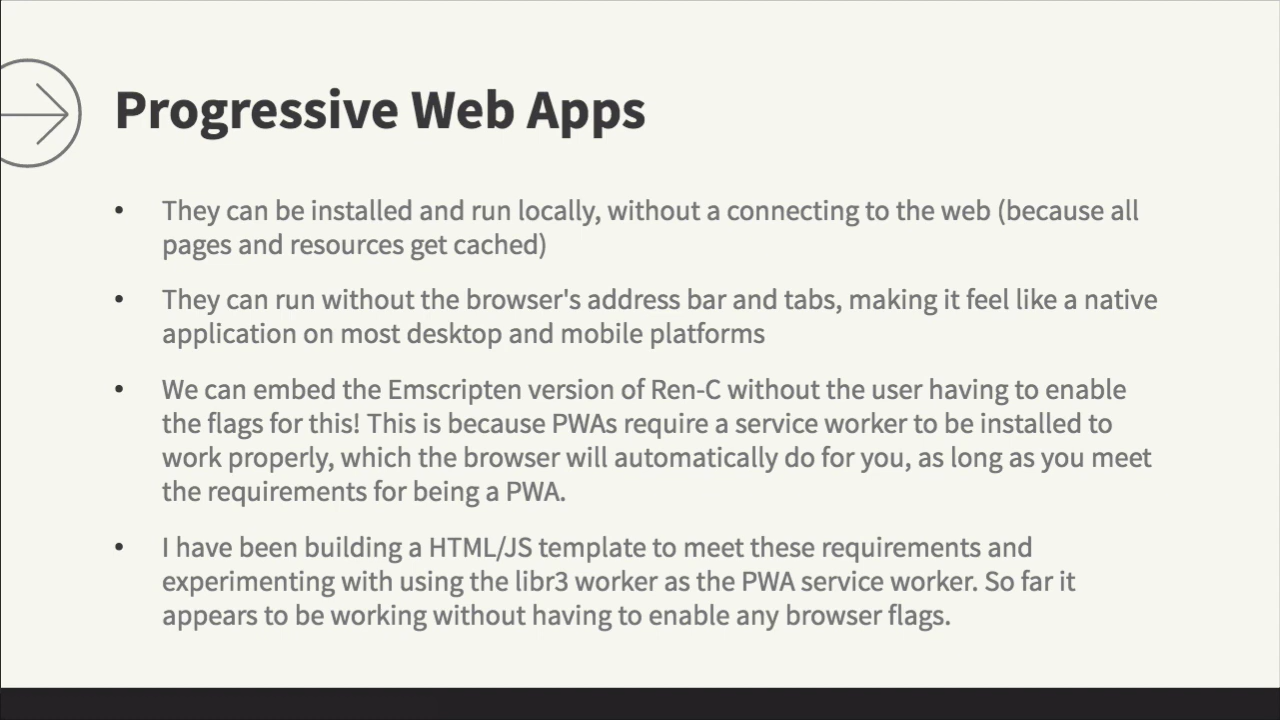 Progressive Web Apps
• They can be installed and run locally, without a connecting to the web (because all
pages and resources get cached)
• They can run without the browser's address bar and tabs, making it feel like a native
application on most desktop and mobile platforms
• We can embed the Emscripten version of Ren-C without the user having to enable
the flags for this! This is because PWAs require a service worker to be installed to
work properly, which the browser will automatically do for you, as long as you meet
the requirements for being a PWA.
• I have been building a HTML/JS template to meet these requirements and
experimenting with using the libr3 worker as the PWA service worker. So far it
appears to be working without having to enable any browser flags.